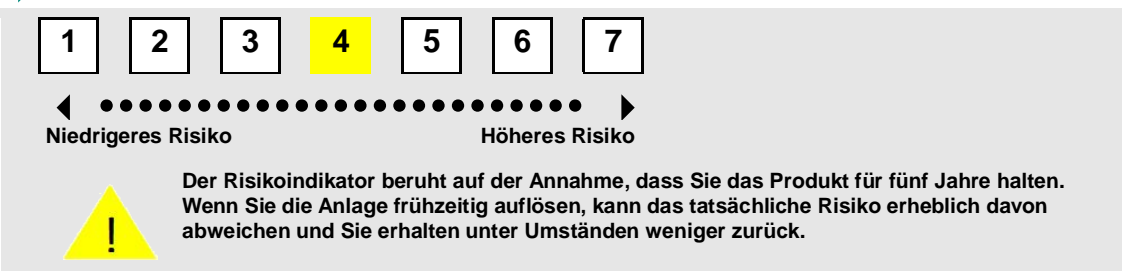 1 2 3 4 5 6 7
Niedrigeres Risiko Höheres Risiko
Der Risikoindikator beruht auf der Annahme, dass Sie das Produkt für fünf Jahre halten.
Wenn Sie die Anlage frühzeitig auflösen, kann das tatsächliche Risiko erheblich davon
abweichen und Sie erhalten unter Umständen weniger zurück.
!